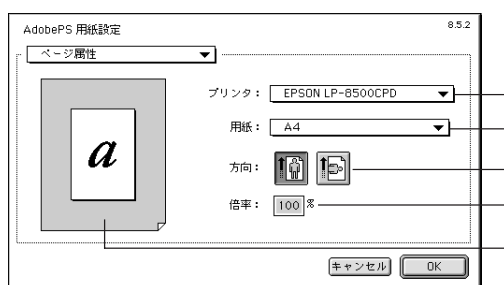 AdobePS 用紙設定
8.5.2
ページ属性
プリンタ： EPSON LP-8500CPD
用紙： A4
a
方向：
倍率： 100 %
キャンセル OK